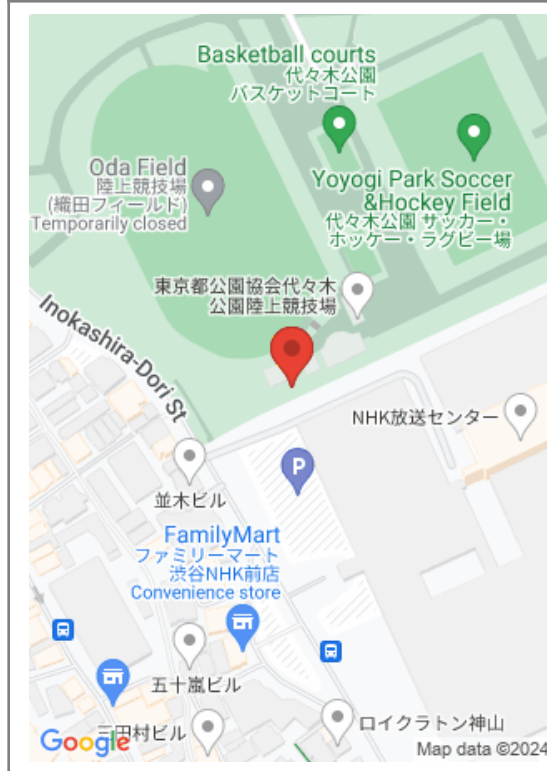 Basketball courts
代々木公園
バスケットコート
Oda Field
陸上競技場
(織田フィールド)
Temporarily closed
Yoyogi Park Soccer
&Hockey Field
代々木公園 サッカー・
ホッケー・ラグビー場
東京都公園協会代々木
公園陸上競技場
Inokashira-Dori St
NHK放送センター
P
並木ビル
FamilyMart
ファミリーマート
渋谷NHK前店
Convenience store
五十嵐ビル
三田村ビル
ロイクラトン神山
Google
Map data ©2024